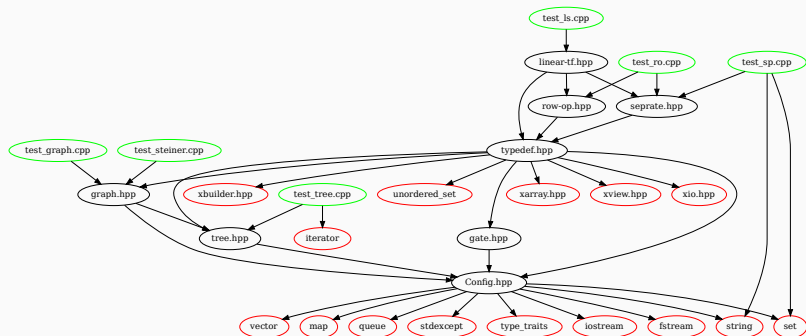 test_ls.cpp
linear-tf.hpp
test_ro.cpp
test_sp.cpp
row-op.hpp
seprate.hpp
test_graph.cpp
test_steiner.cpp
typedef.hpp
graph.hpp
xbuilder.hpp
test_tree.cpp
unordered_set
xarray.hpp
xview.hpp
xio.hpp
tree.hpp
iterator
gate.hpp
Config.hpp
vector
map
queue
stdexcept
type_traits
iostream
fstream
string
set